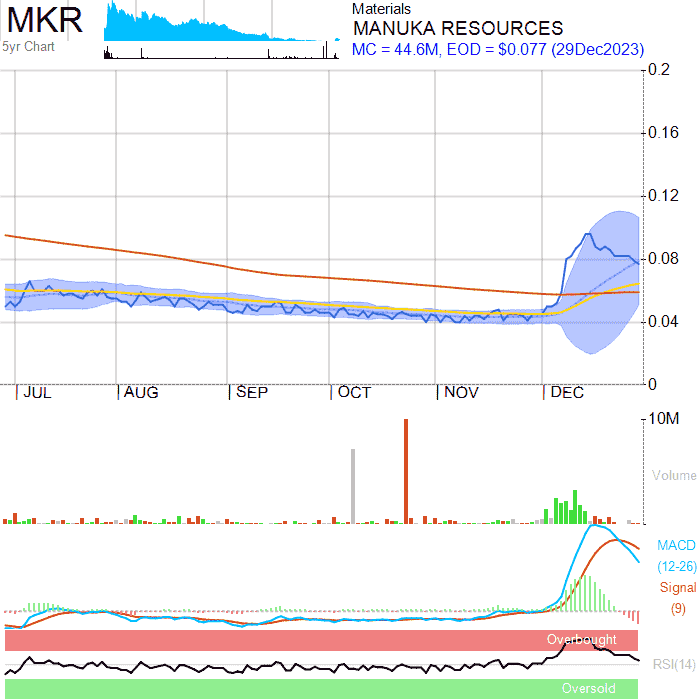 MKR
5yr Chart
Materials
MANUKA RESOURCES
MC = 44.6M, EOD = $0.077 (29Dec2023)
0.2
0.16
0.12
0.08
0.04
0
JUL AUG SEP OCT NOV DEC
10M
Volume
MACD
(12-26)
Signal
(9)
Overbought
RSI(14)
Oversold